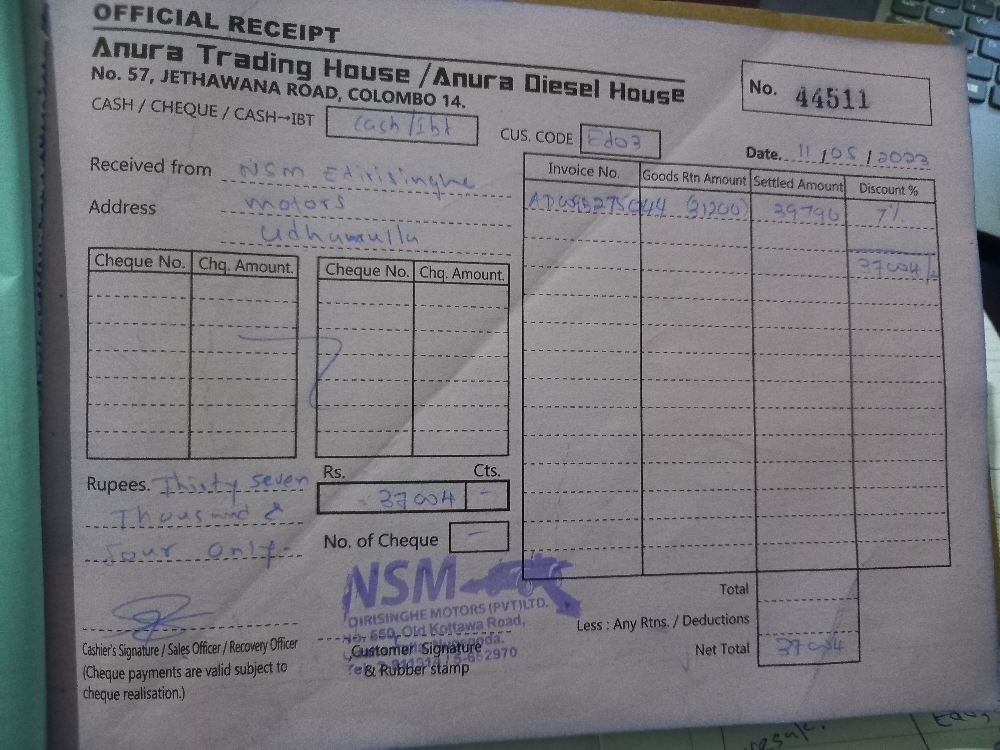 OFFICIAL RECEIPT
Anura Trading House /Anura Diesel House
No. 57, JETHAWANA ROAD, COLOMBO 14.
No. 44511
CASH / CHEQUE / CASH→IBT Cash/Ibt
CUS. CODE Ed03
Date. 11/05/2023
Received from NSM Edirisinghe
Address motors
Udhamulla
Invoice No. Goods Rtn Amount Settled Amount Discount %
(31200) 39790 7%
37004/-
Cheque No. Chq. Amount. Cheque No. Chq. Amount.
Rupees. Thirty seven
Thousand &
four only-
Rs. Cts.
37004 -
No. of Cheque -
NSM
DIRISINGHE MOTORS (PVT)LTD.
No. 650, Old Kottawa Road,
Customer Signature
& Rubber stamp
Cashier's Signature / Sales Officer / Recovery Officer
(Cheque payments are valid subject to
cheque realisation.)
Total
Less : Any Rtns. / Deductions
Net Total 37004